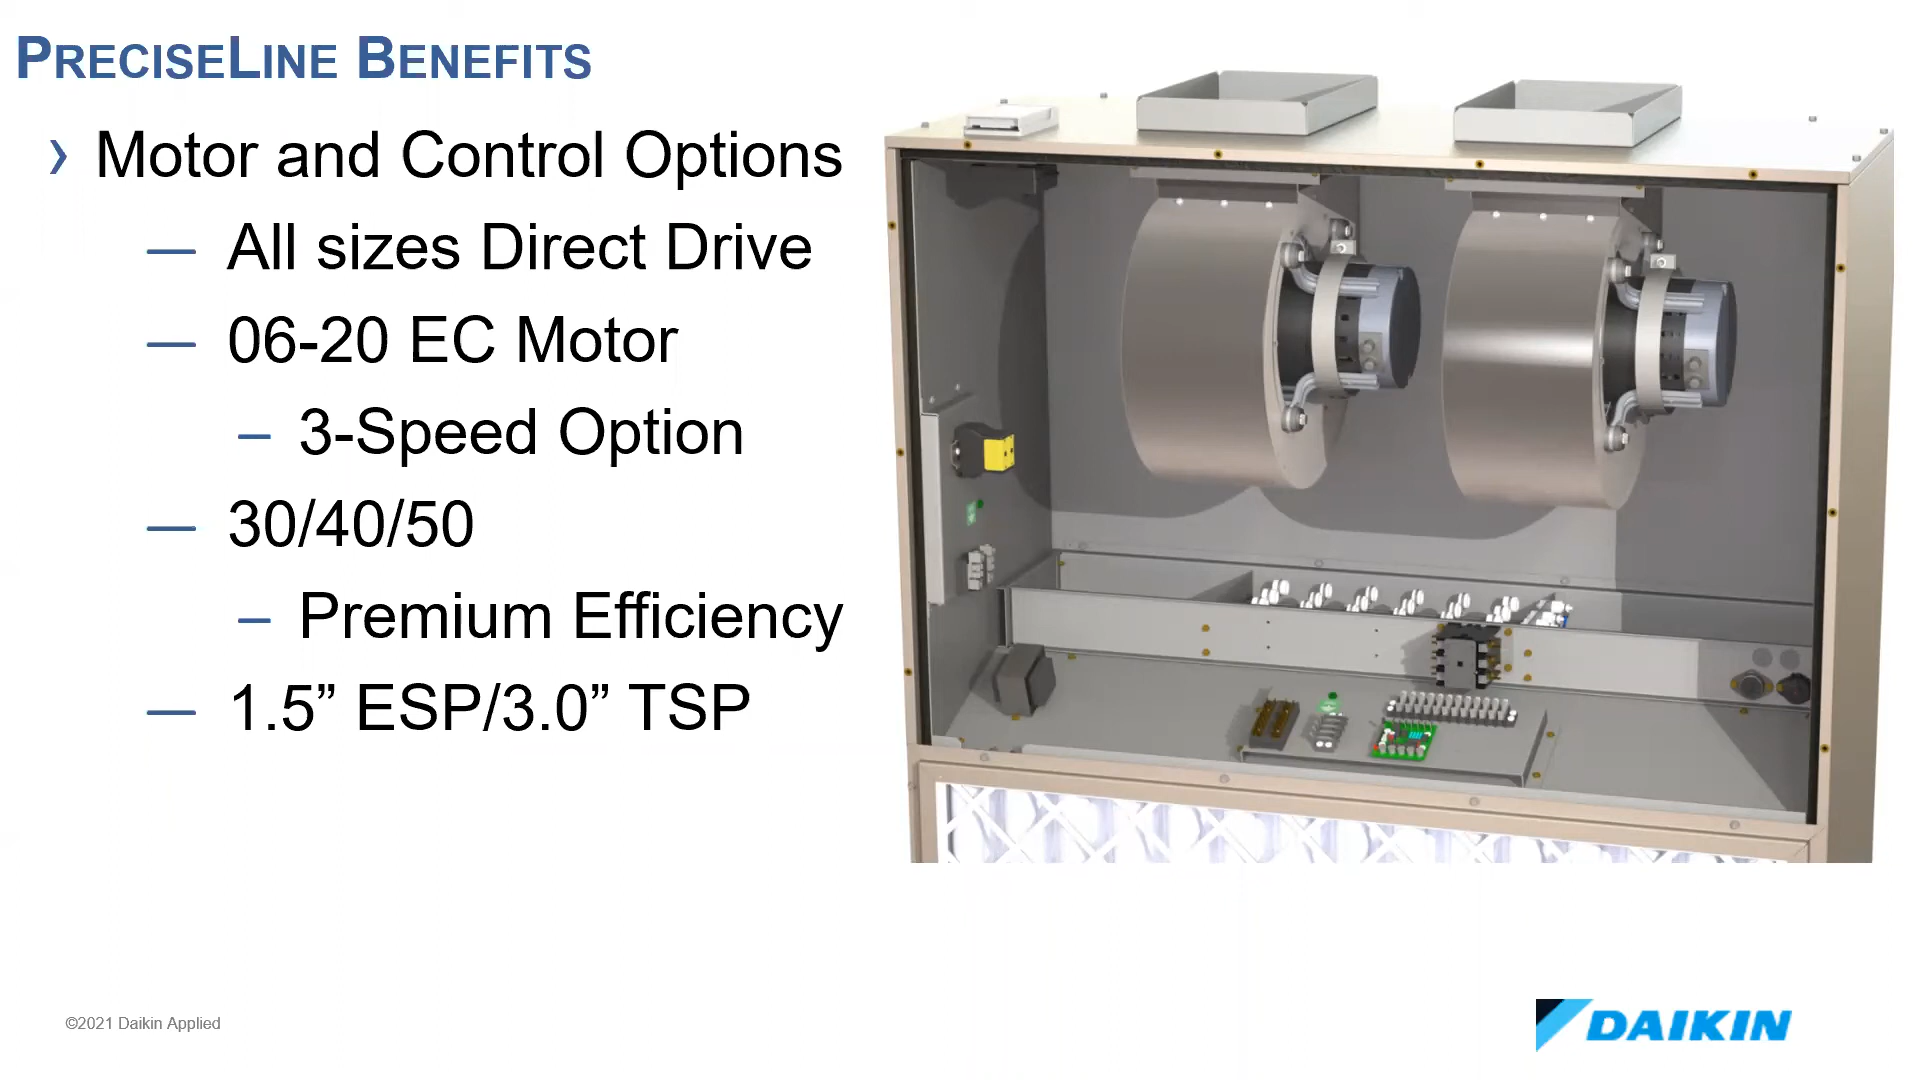 PRECISELINE BENEFITS
› Motor and Control Options
— All sizes Direct Drive
— 06-20 EC Motor
– 3-Speed Option
— 30/40/50
– Premium Efficiency
— 1.5” ESP/3.0” TSP
©2021 Daikin Applied
DAIKIN